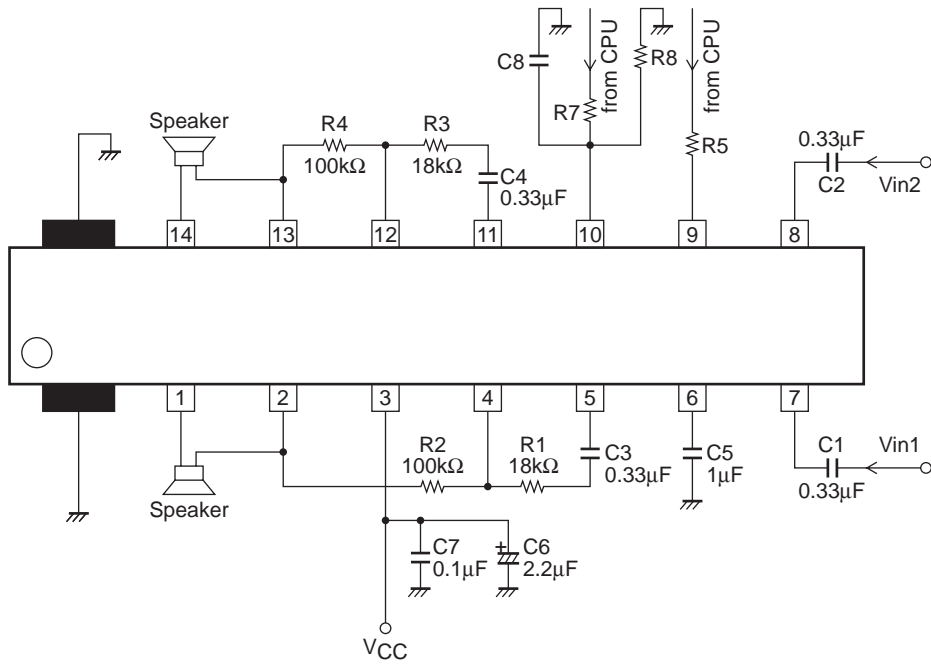 C8
R7
from CPU
R8
from CPU
R5
Speaker
R4
100kΩ
R3
18kΩ
C4
0.33μF
0.33μF
C2
Vin2
14
13
12
11
10
9
8
1
2
3
4
5
6
7
Speaker
R2
100kΩ
R1
18kΩ
C3
0.33μF
C5
1μF
C1
0.33μF
Vin1
C7
0.1μF
+
C6
2.2μF
VCC